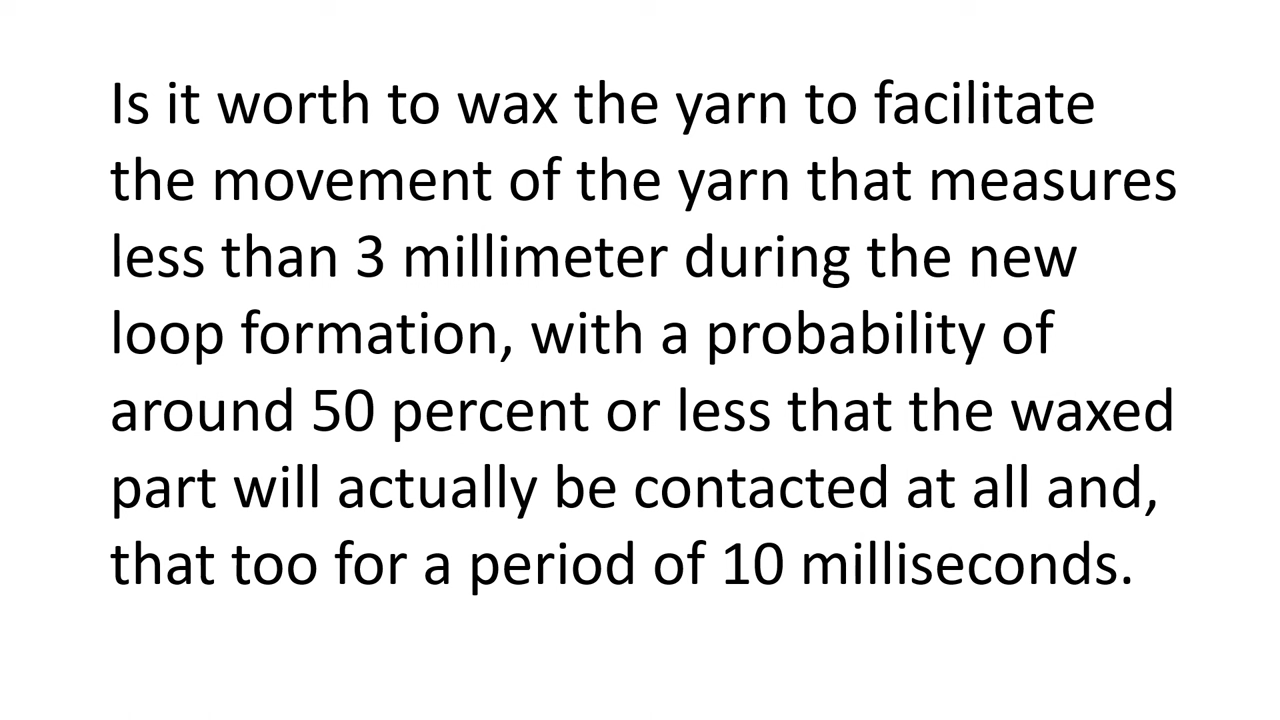 Is it worth to wax the yarn to facilitate
the movement of the yarn that measures
less than 3 millimeter during the new
loop formation, with a probability of
around 50 percent or less that the waxed
part will actually be contacted at all and,
that too for a period of 10 milliseconds.